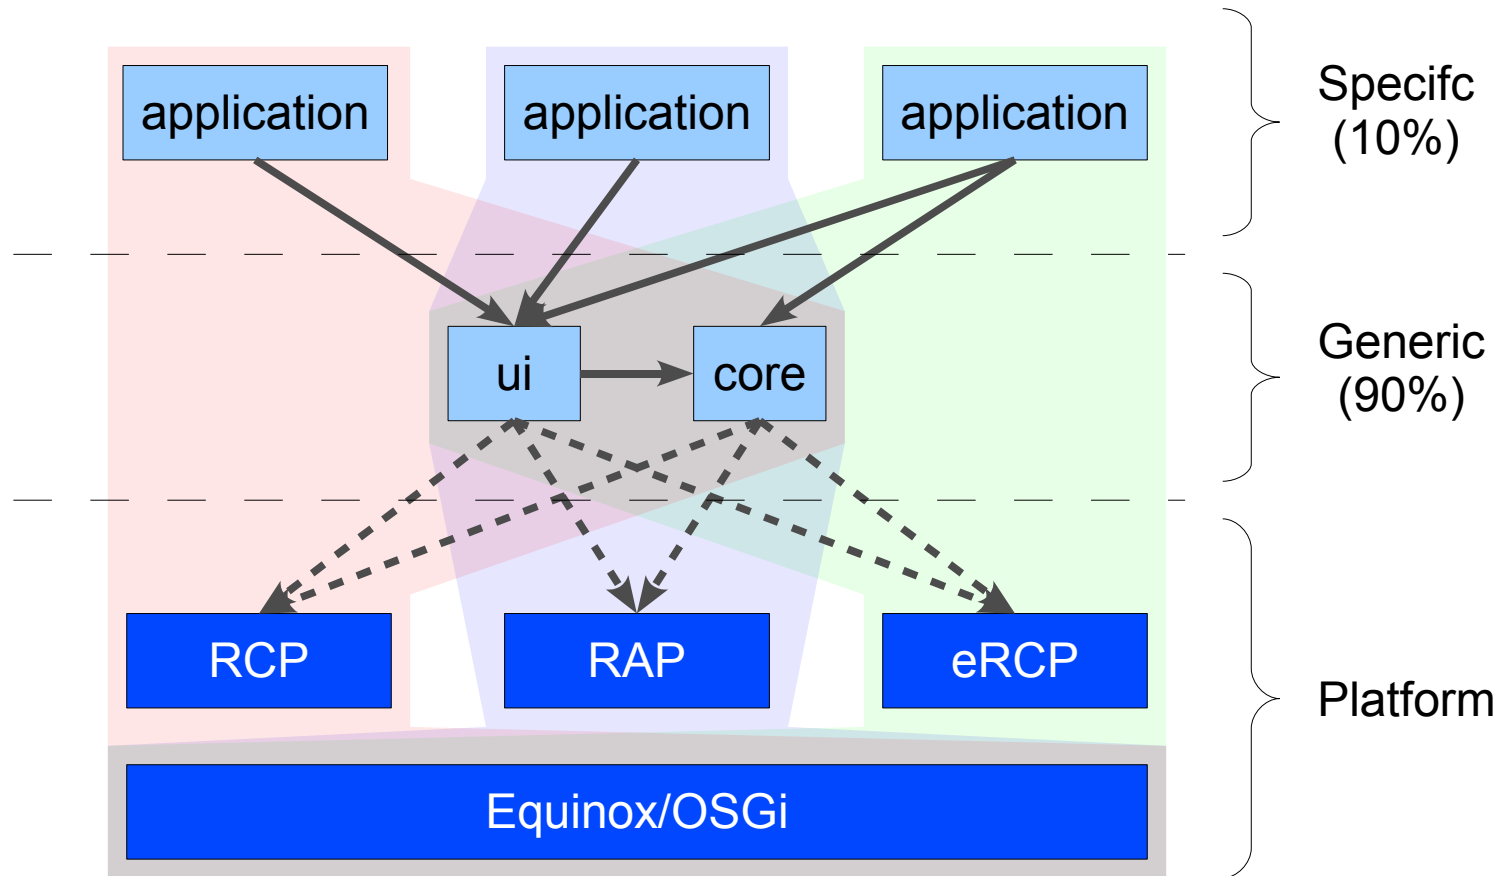 application
application
application
Specifc
(10%)
ui
core
Generic
(90%)
RCP
RAP
eRCP
Platform
Equinox/OSGi